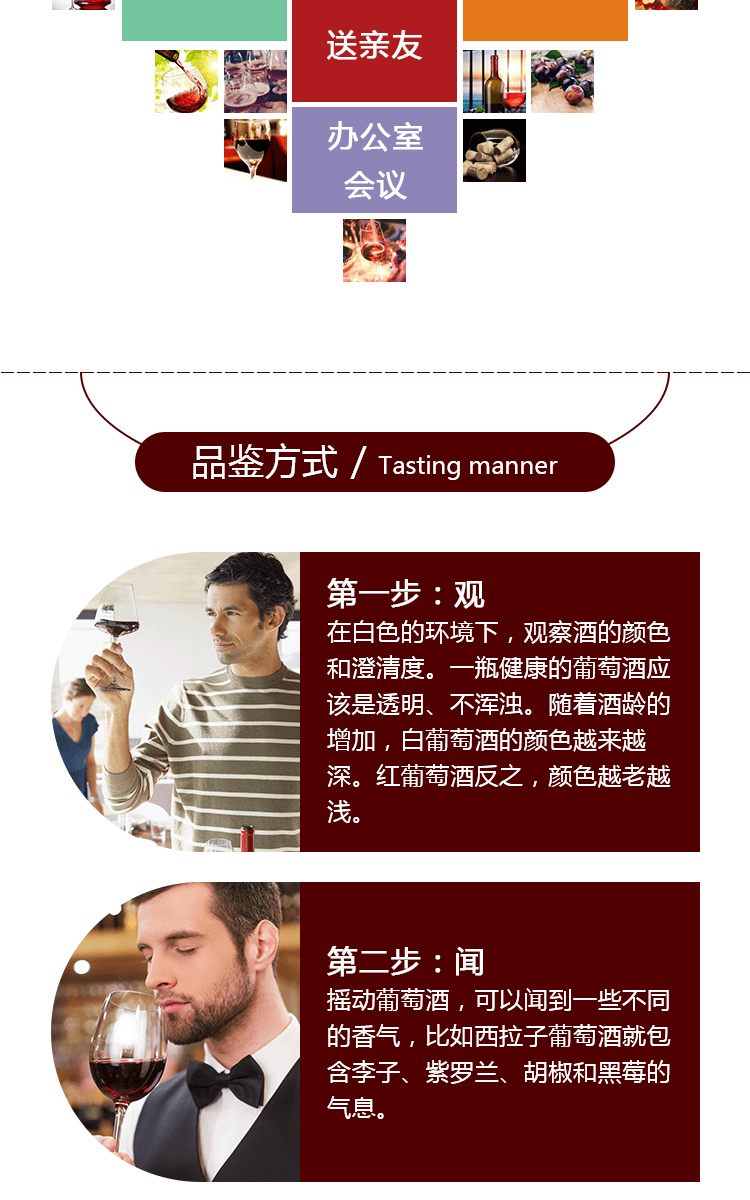 送亲友
办公室
会议
品鉴方式 / Tasting manner
第一步：观
在白色的环境下，观察酒的颜色
和澄清度。一瓶健康的葡萄酒应
该是透明、不浑浊。随着酒龄的
增加，白葡萄酒的颜色越来越
深。红葡萄酒反之，颜色越老越
浅。
第二步：闻
摇动葡萄酒，可以闻到一些不同
的香气，比如西拉子葡萄酒就包
含李子、紫罗兰、胡椒和黑莓的
气息。